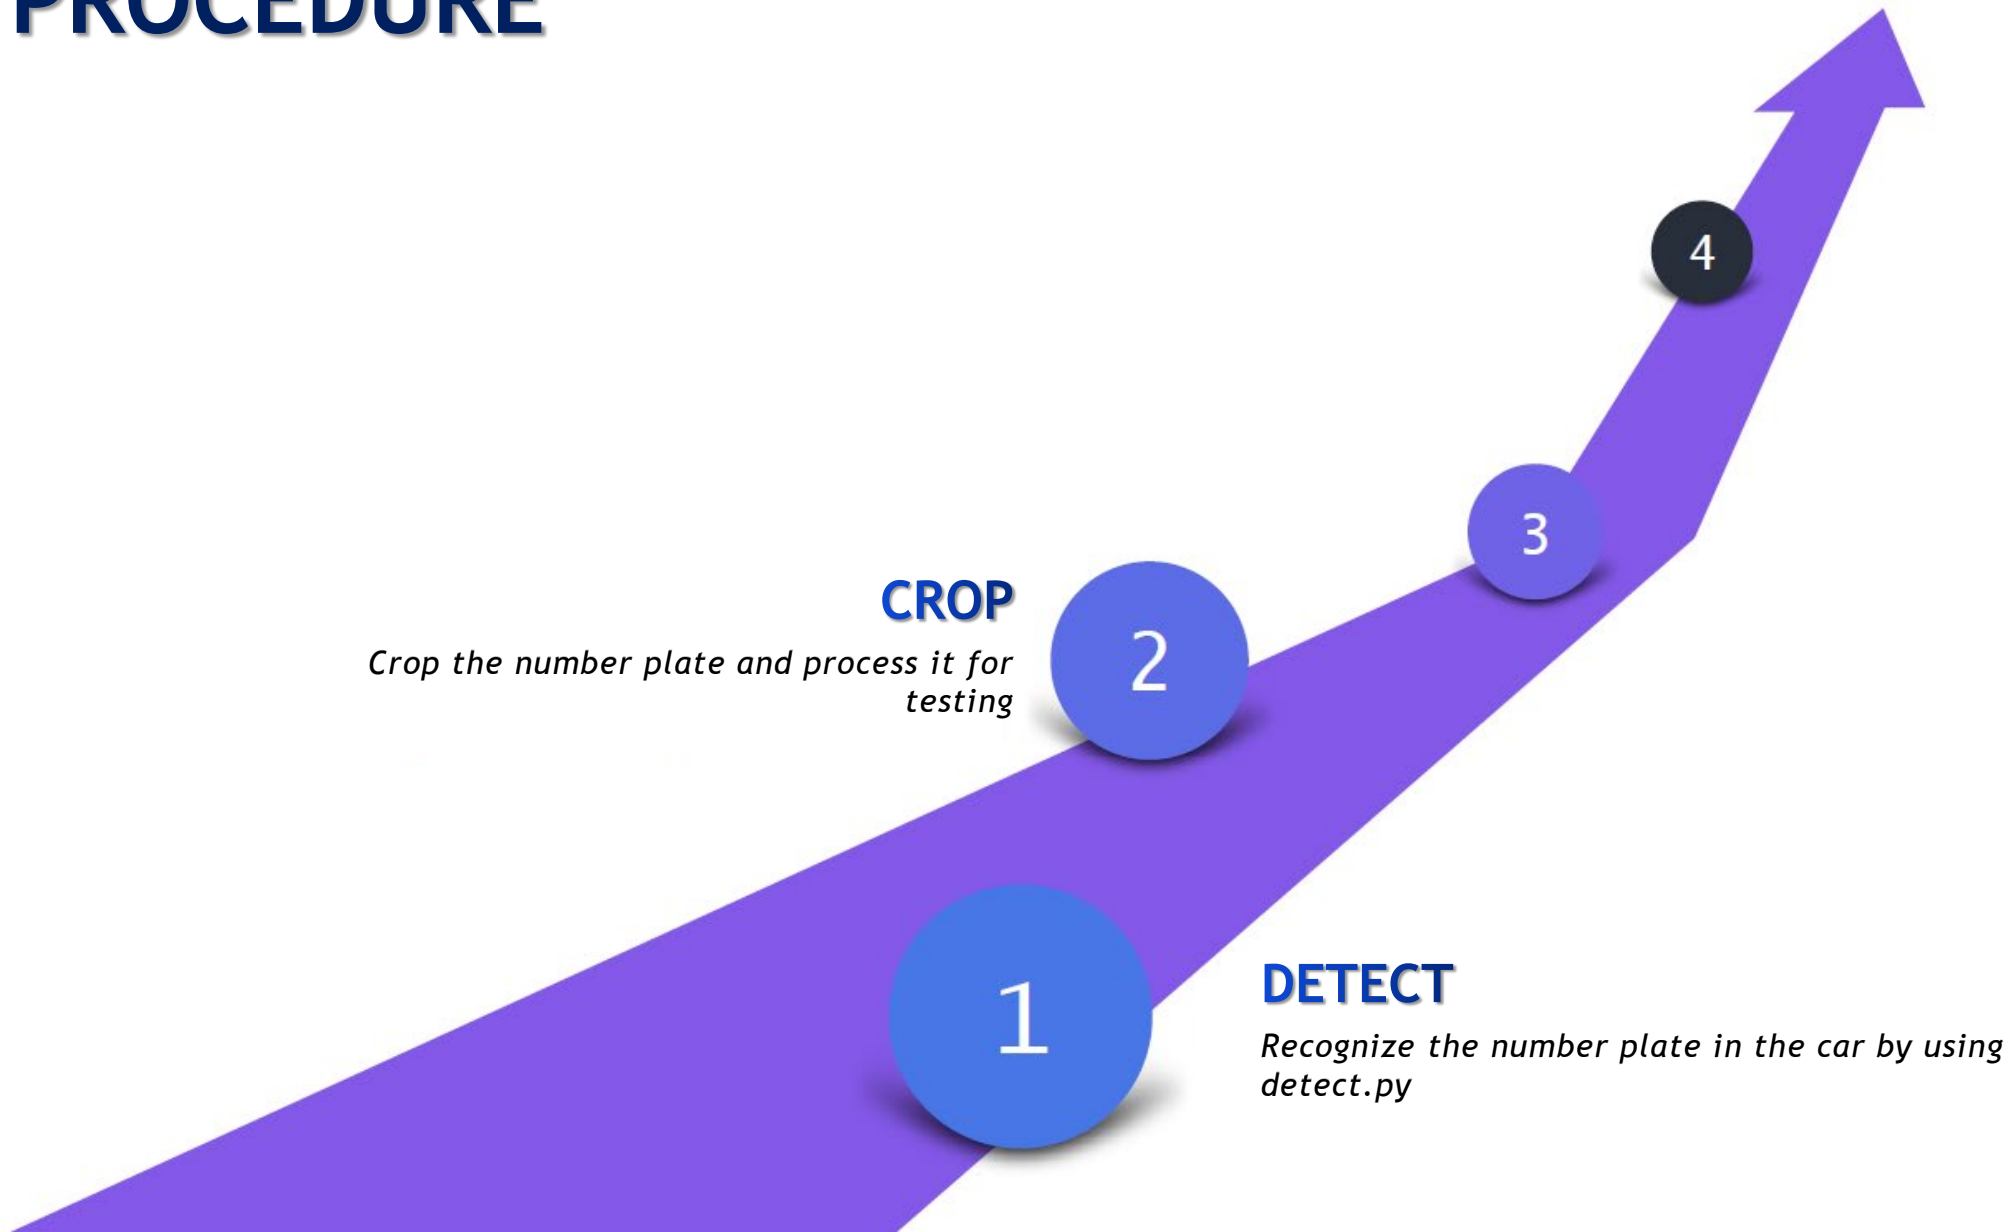 PROCEDURE
4
3
CROP
2
Crop the number plate and process it for
testing
1
DETECT
Recognize the number plate in the car by using
detect.py